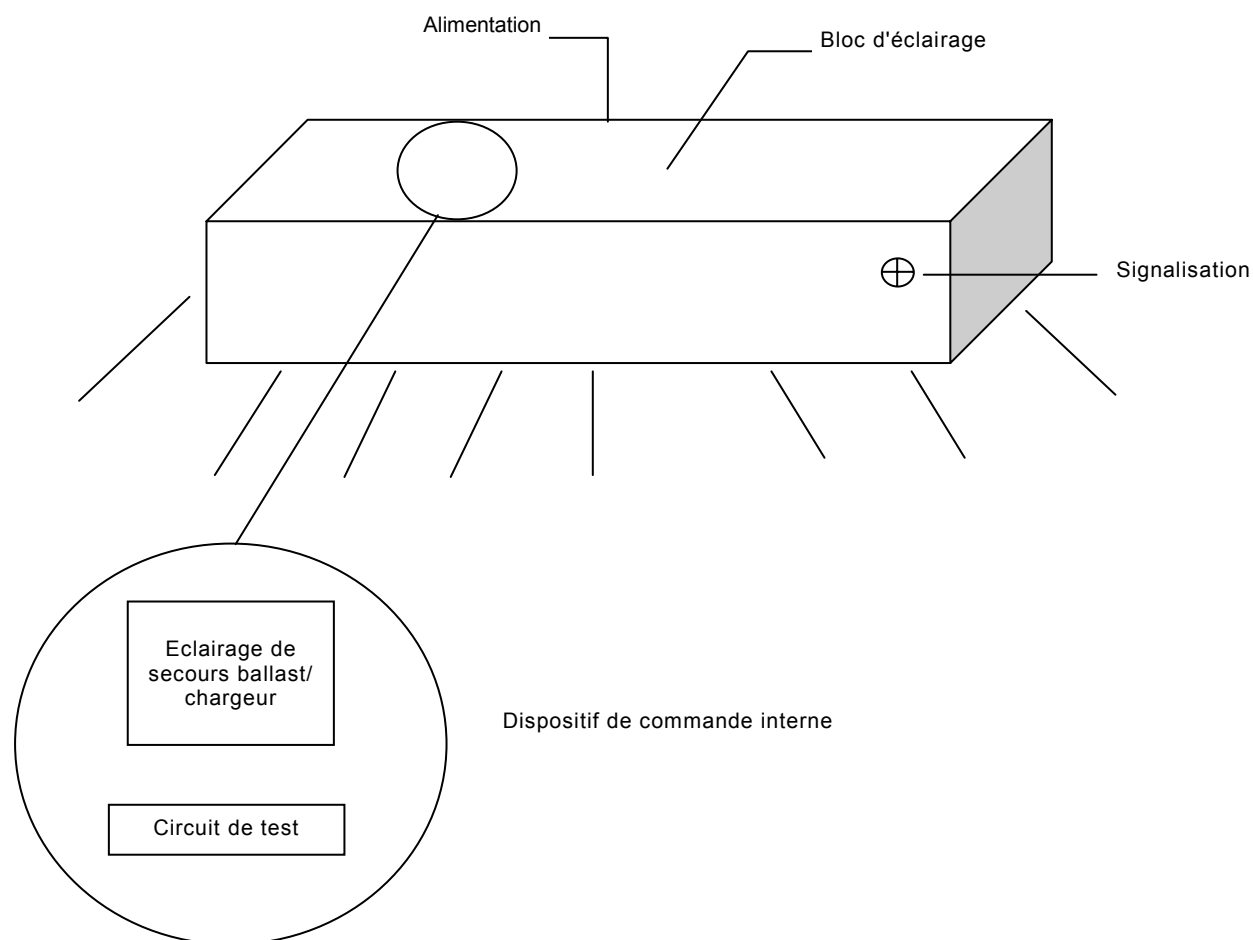 Alimentation
Bloc d'éclairage
Signalisation
Eclairage de
secours ballast/
chargeur
Dispositif de commande interne
Circuit de test